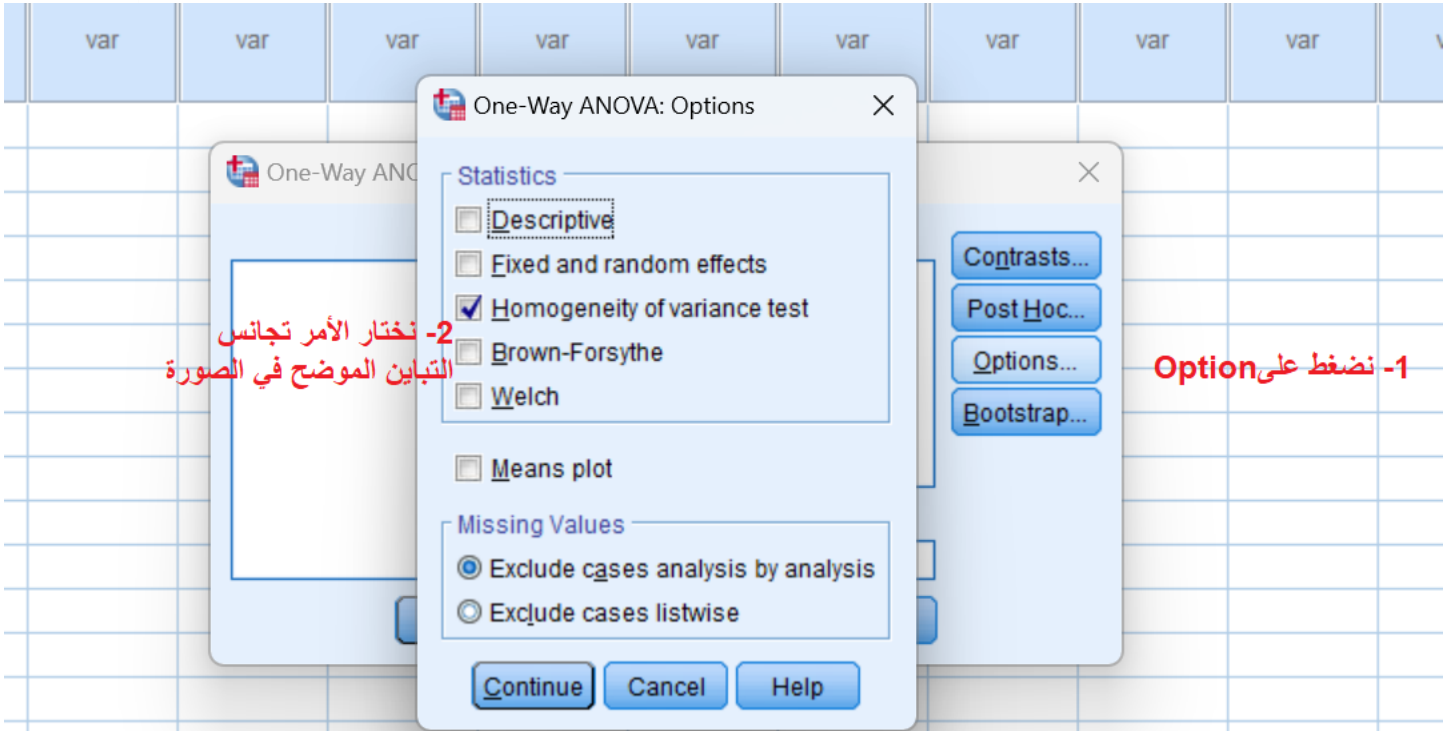 var var var var var var var var var
One-Way ANOVA: Options
One-Way ANO
Statistics
Descriptive
Fixed and random effects
Homogeneity of variance test
Brown-Forsythe
Welch
Means plot
Missing Values
Exclude cases analysis by analysis
Exclude cases listwise
Continue Cancel Help
Contrasts...
Post Hoc...
Options...
Bootstrap...
1- نضغط علىOption
2- نختار الأمر تجانس
التباين الموضح في الصورة